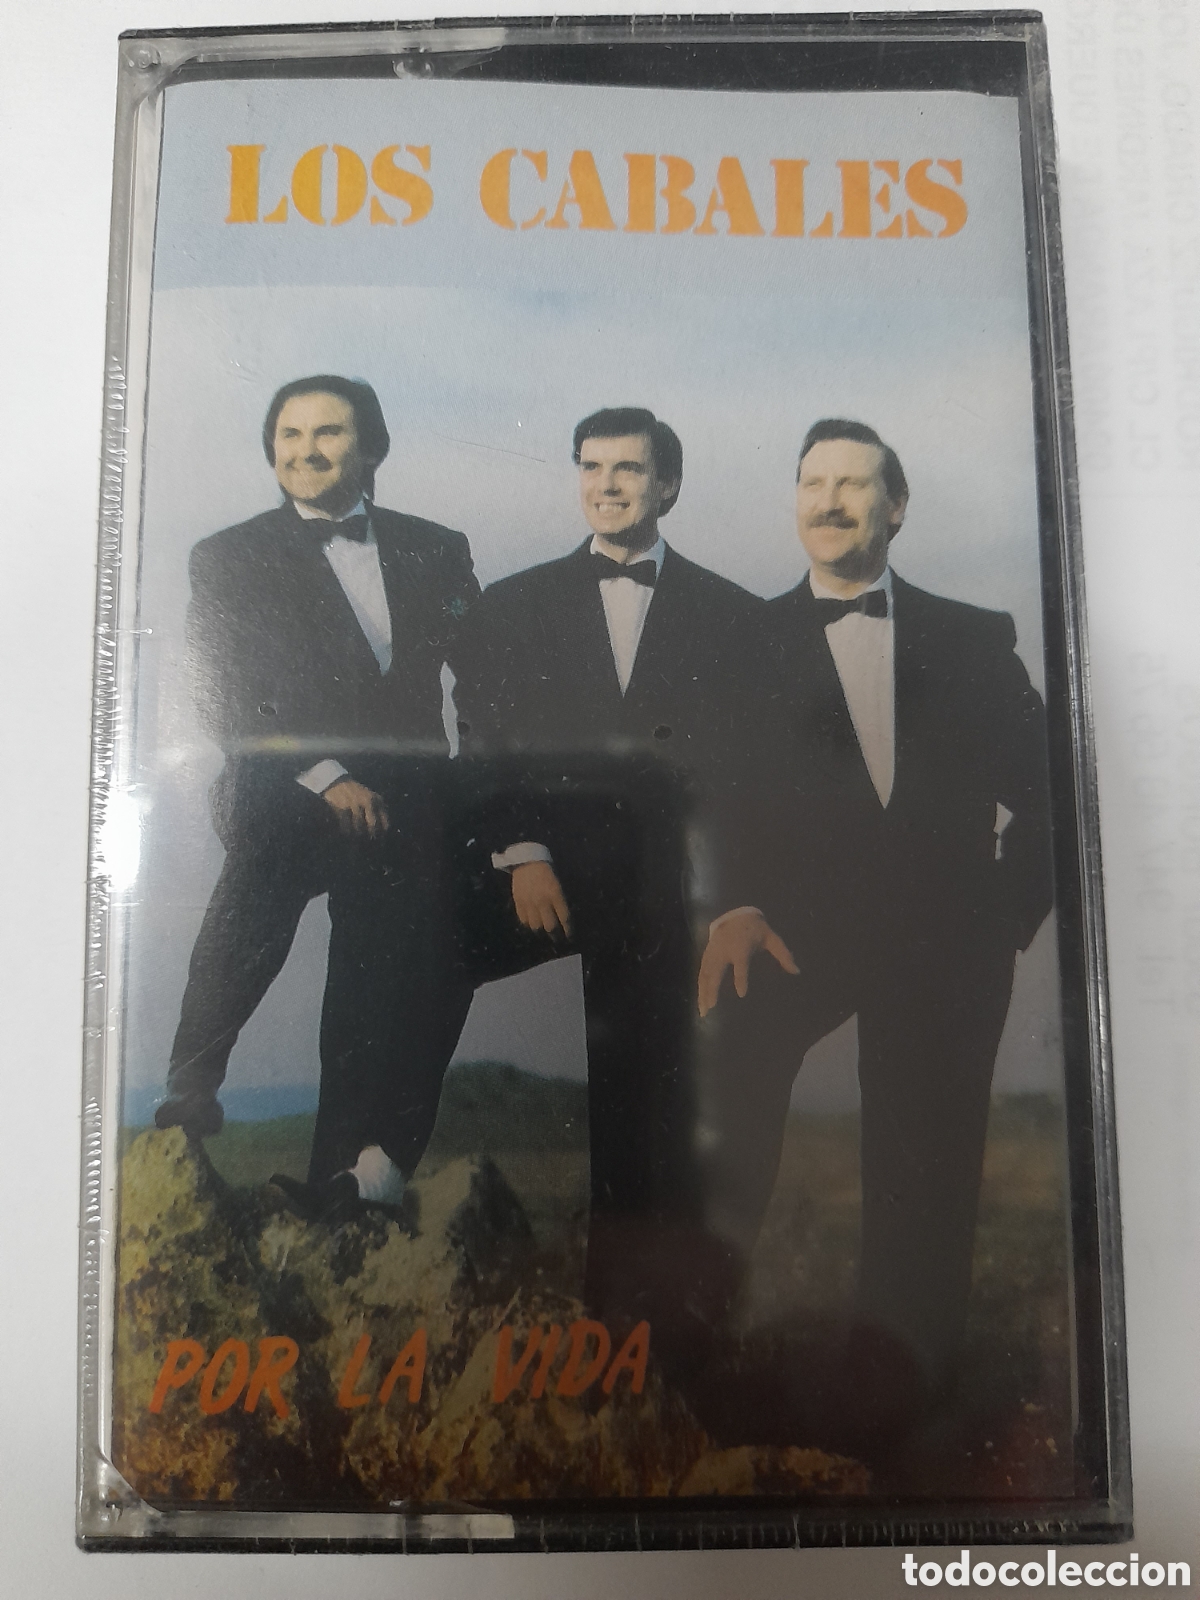 LOS CABALES
POR LA VIDA
todocoleccion